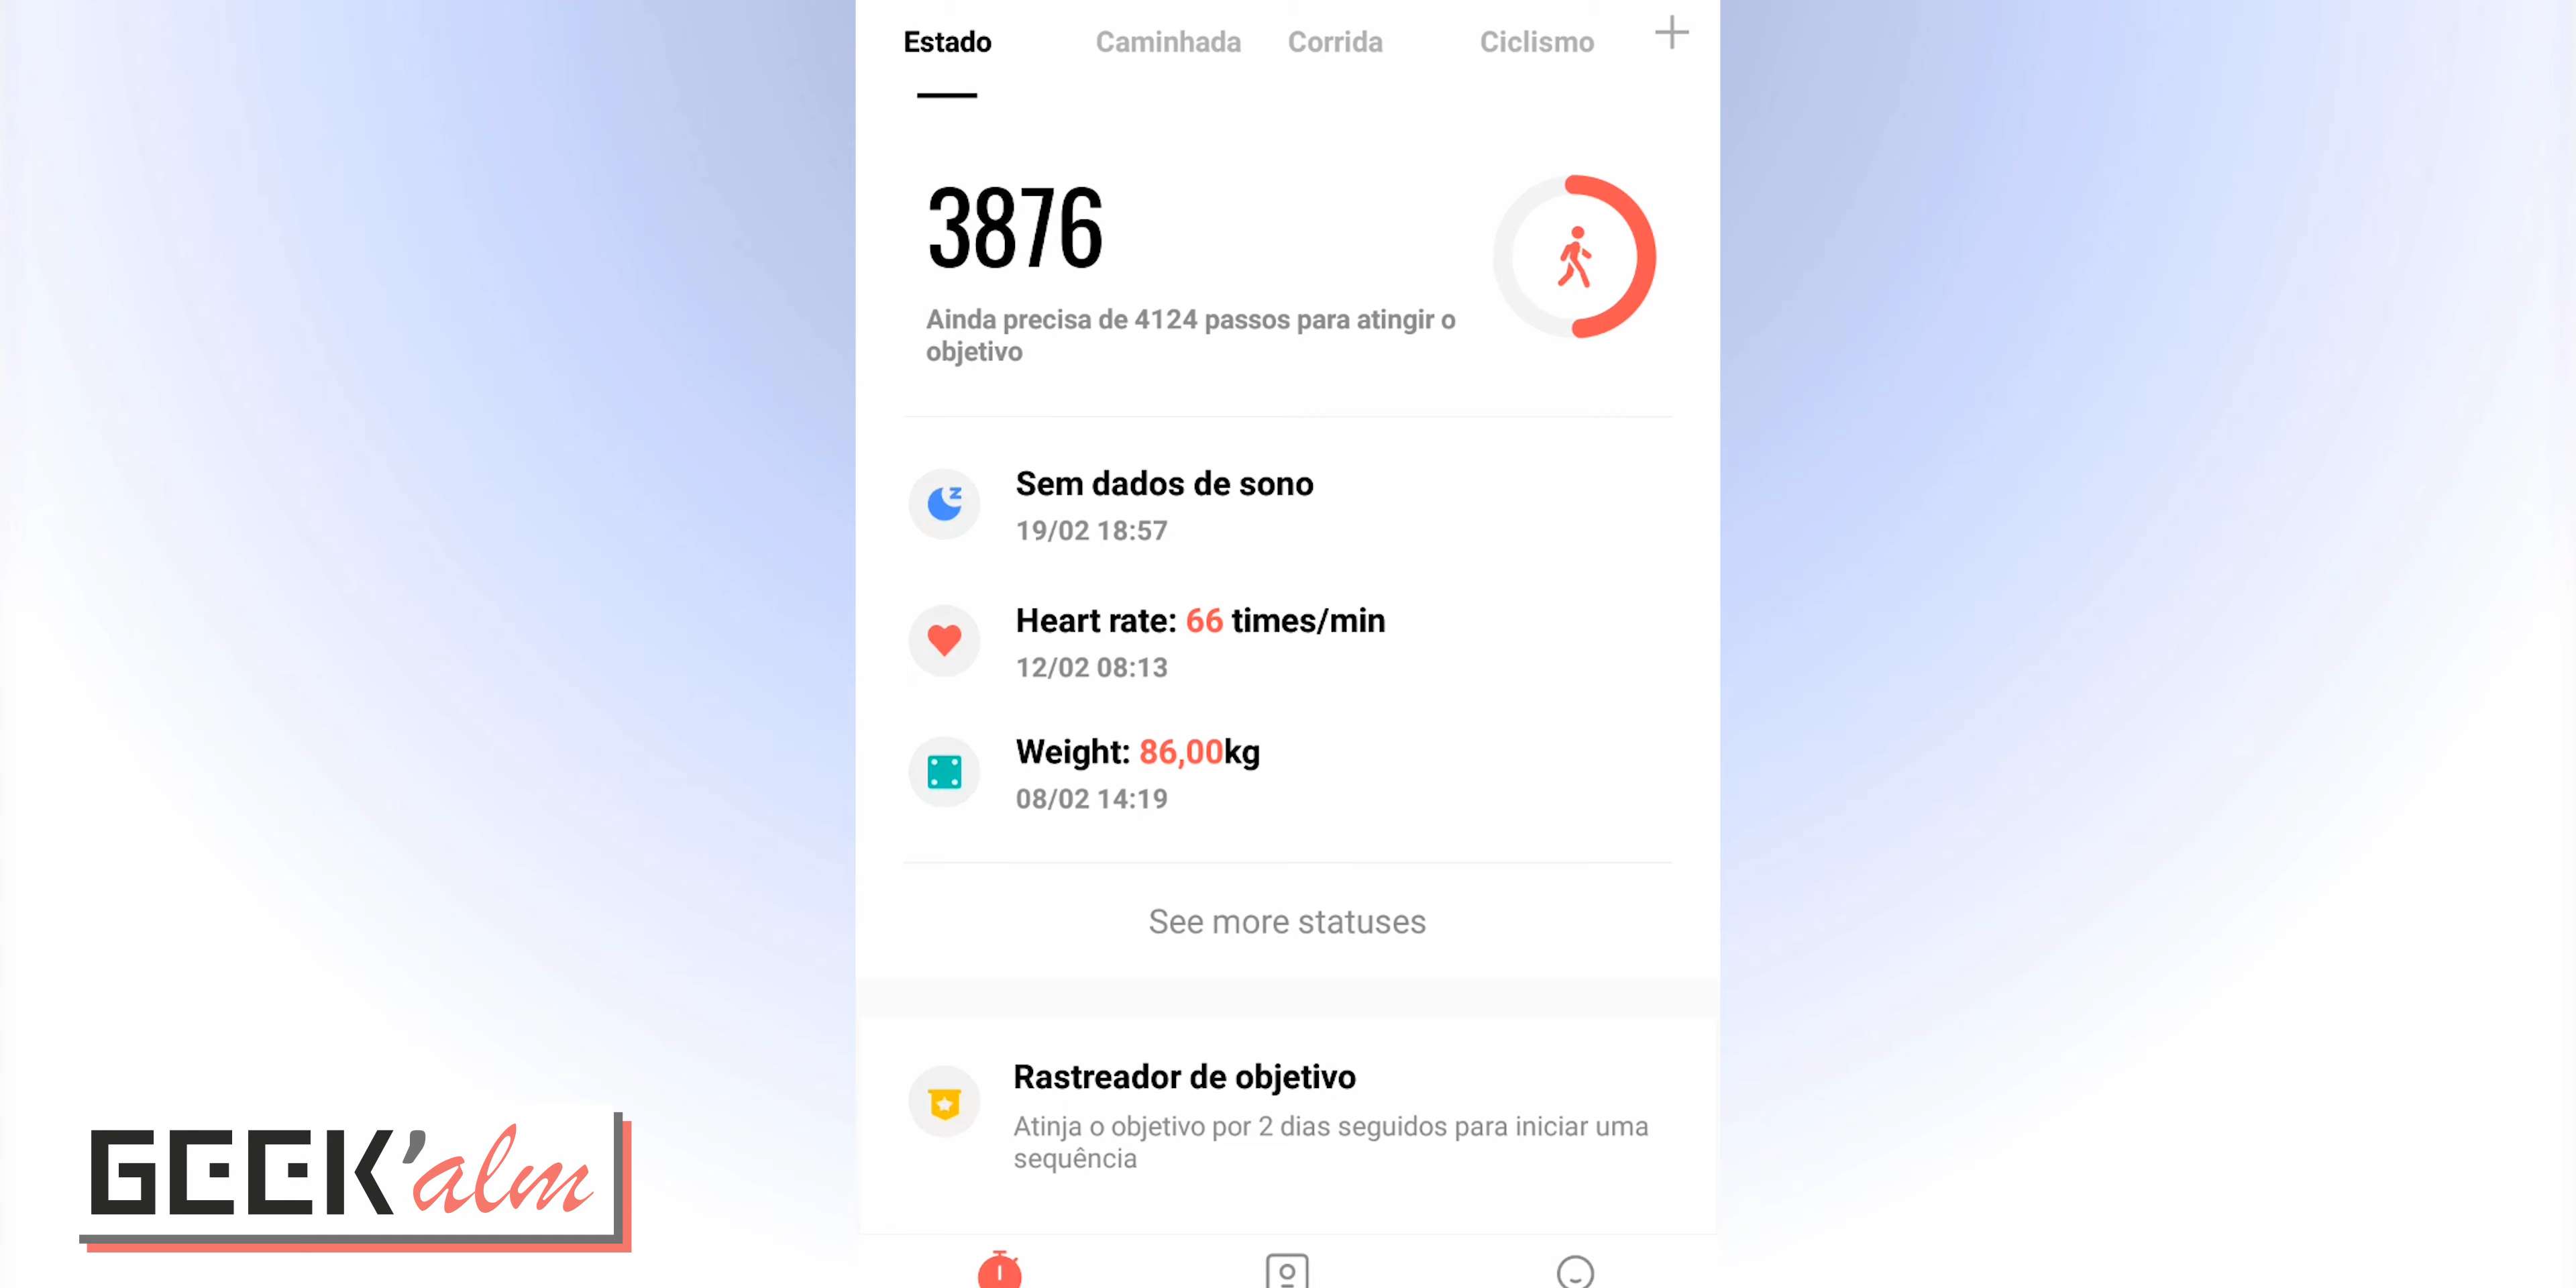 Estado Caminhada Corrida Ciclismo
3876
Ainda precisa de 4124 passos para atingir o
objetivo
Sem dados de sono
19/02 18:57
Heart rate: 66 times/min
12/02 08:13
Weight: 86,00kg
08/02 14:19
See more statuses
Rastreador de objetivo
Atinja o objetivo por 2 dias seguidos para iniciar uma
sequência
GEEK'alm